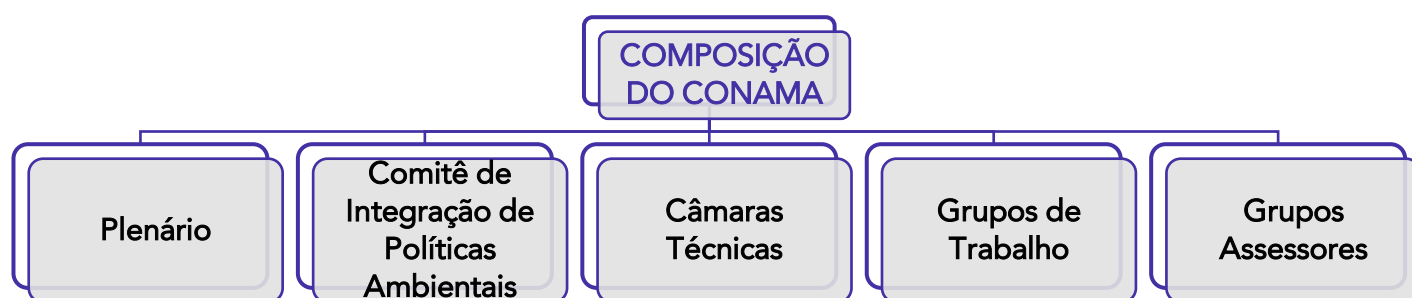 COMPOSIÇÃO
DO CONAMA
Plenário
Comitê de
Integração de
Políticas
Ambientais
Câmaras
Técnicas
Grupos de
Trabalho
Grupos
Assessores